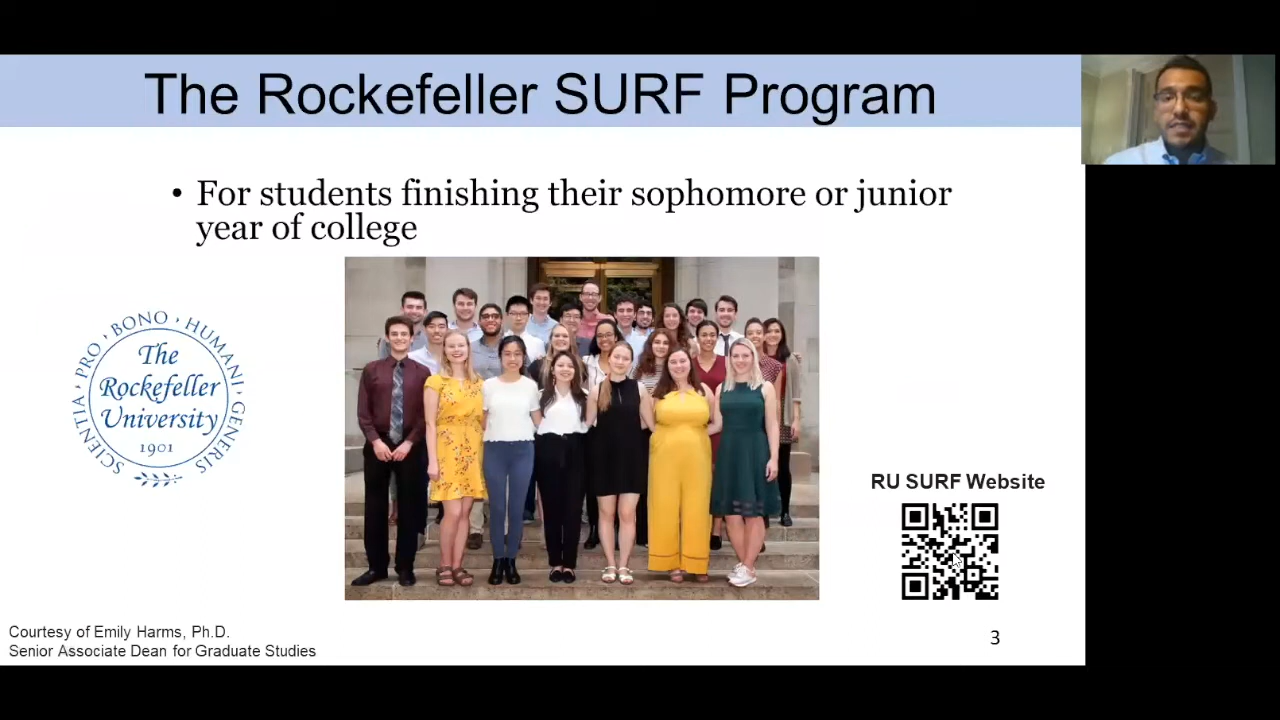 The Rockefeller SURF Program
• For students finishing their sophomore or junior
year of college
SCIENTIA · PRO · BONO · HUMANI · GENERIS
The
Rockefeller
University
1901
RU SURF Website
Courtesy of Emily Harms, Ph.D.
Senior Associate Dean for Graduate Studies
3